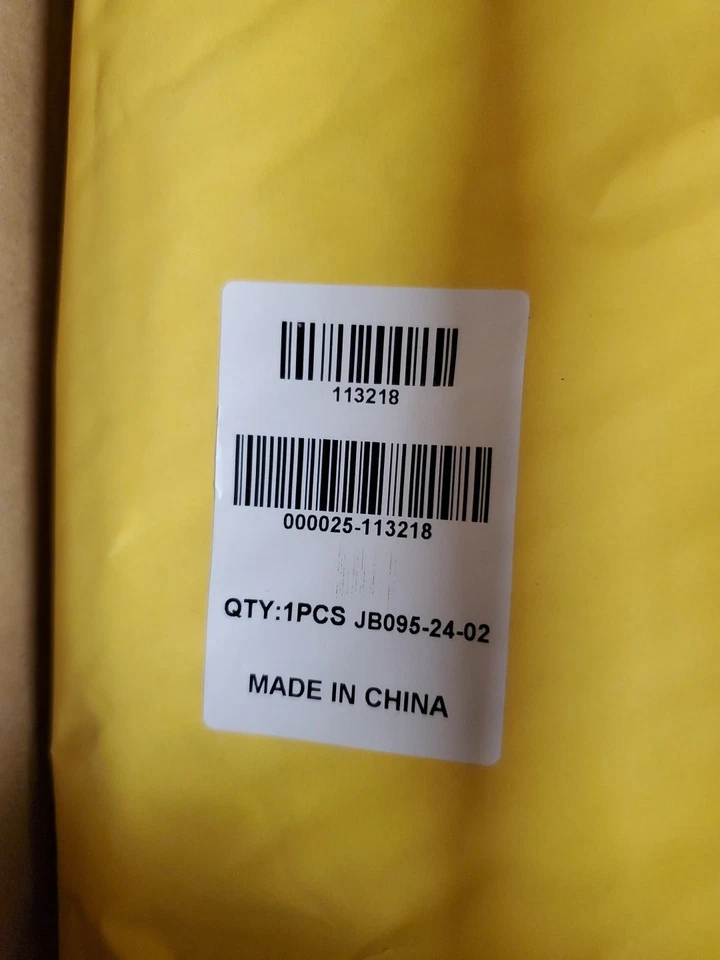 113218
000025-113218
QTY:1PCS JB095-24-02
MADE IN CHINA